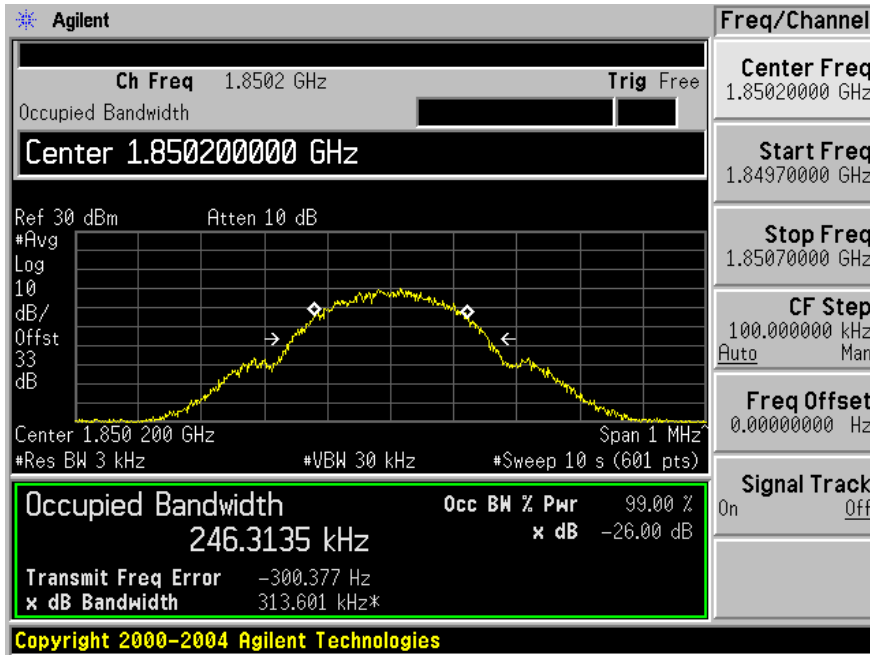 Agilent
Freq/Channel
Ch Freq 1.8502 GHz Trig Free
Occupied Bandwidth
Center 1.850200000 GHz
Ref 30 dBm Atten 10 dB
#Avg
Log
10
dB/
Offst
33
dB
Center 1.850 200 GHz Span 1 MHz^
#Res BW 3 kHz #VBW 30 kHz #Sweep 10 s (601 pts)
Occupied Bandwidth Occ BW % Pwr 99.00 %
246.3135 kHz x dB -26.00 dB
Transmit Freq Error -300.377 Hz
x dB Bandwidth 313.601 kHz*
Copyright 2000-2004 Agilent Technologies
Center Freq
1.85020000 GHz
Start Freq
1.84970000 GHz
Stop Freq
1.85070000 GHz
CF Step
100.000000 kHz
Auto Man
Freq Offset
0.00000000 Hz
Signal Track
On Off